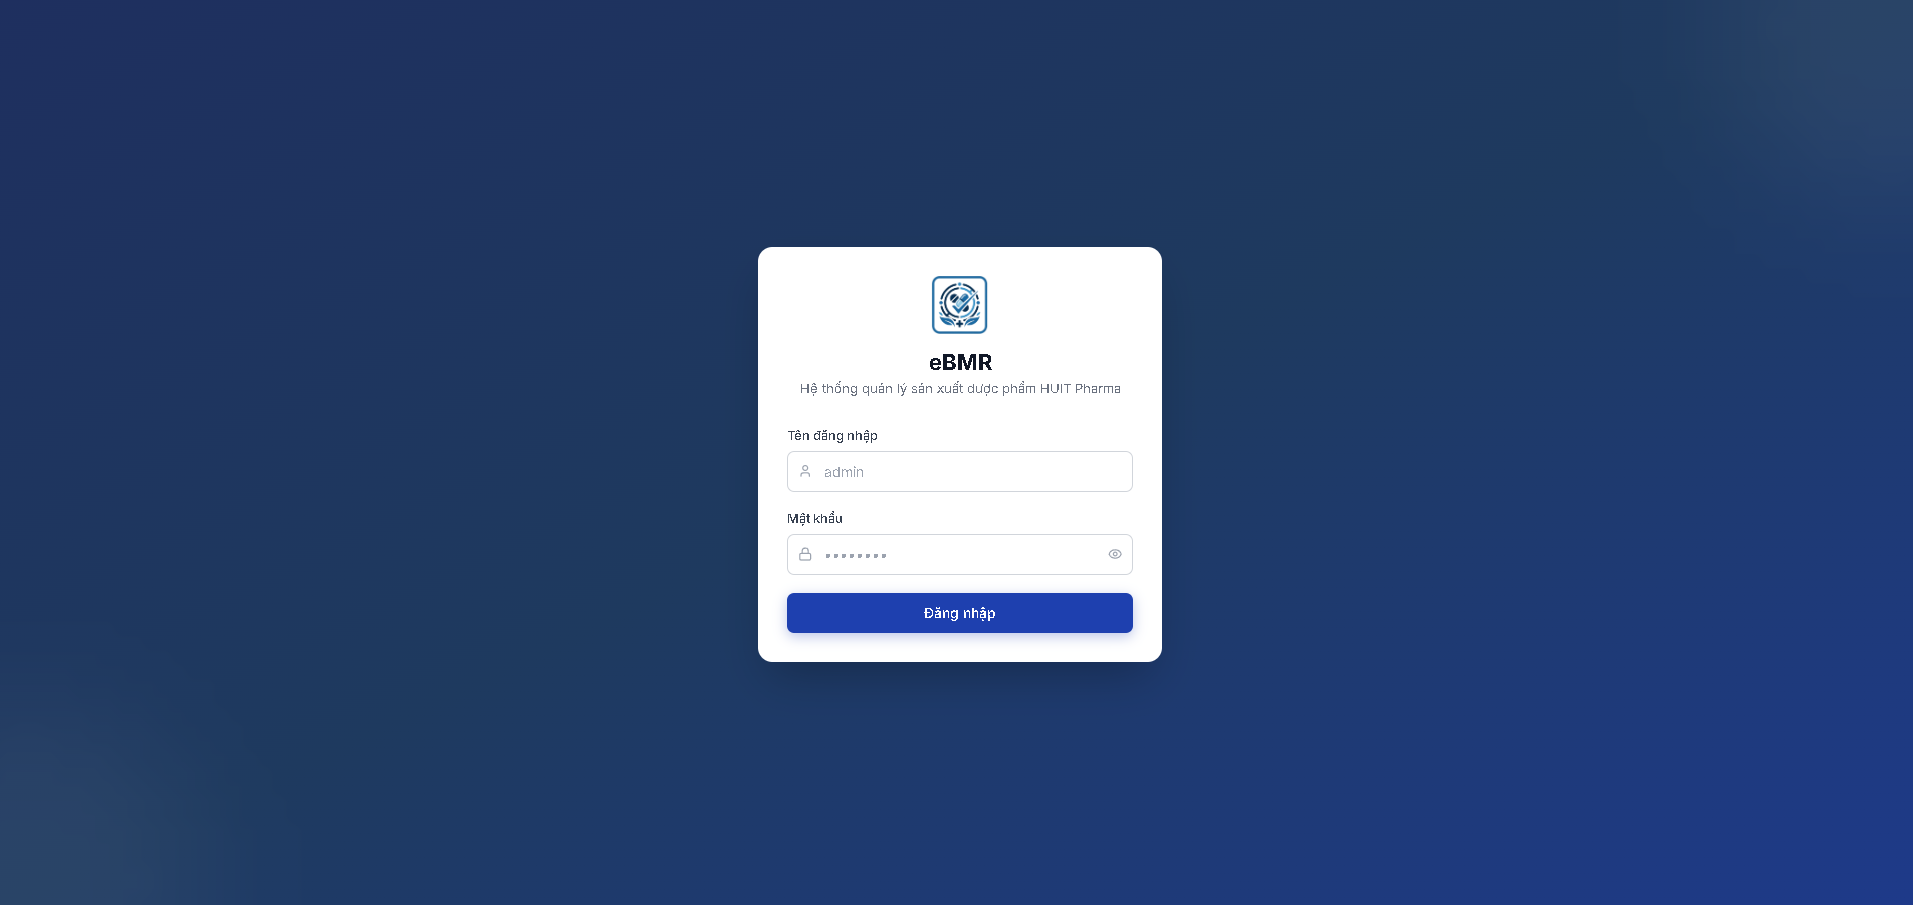 eBMR
Hệ thống quản lý sản xuất dược phẩm HUIT Pharma
Tên đăng nhập
admin
Mật khẩu
••••••••
Đăng nhập